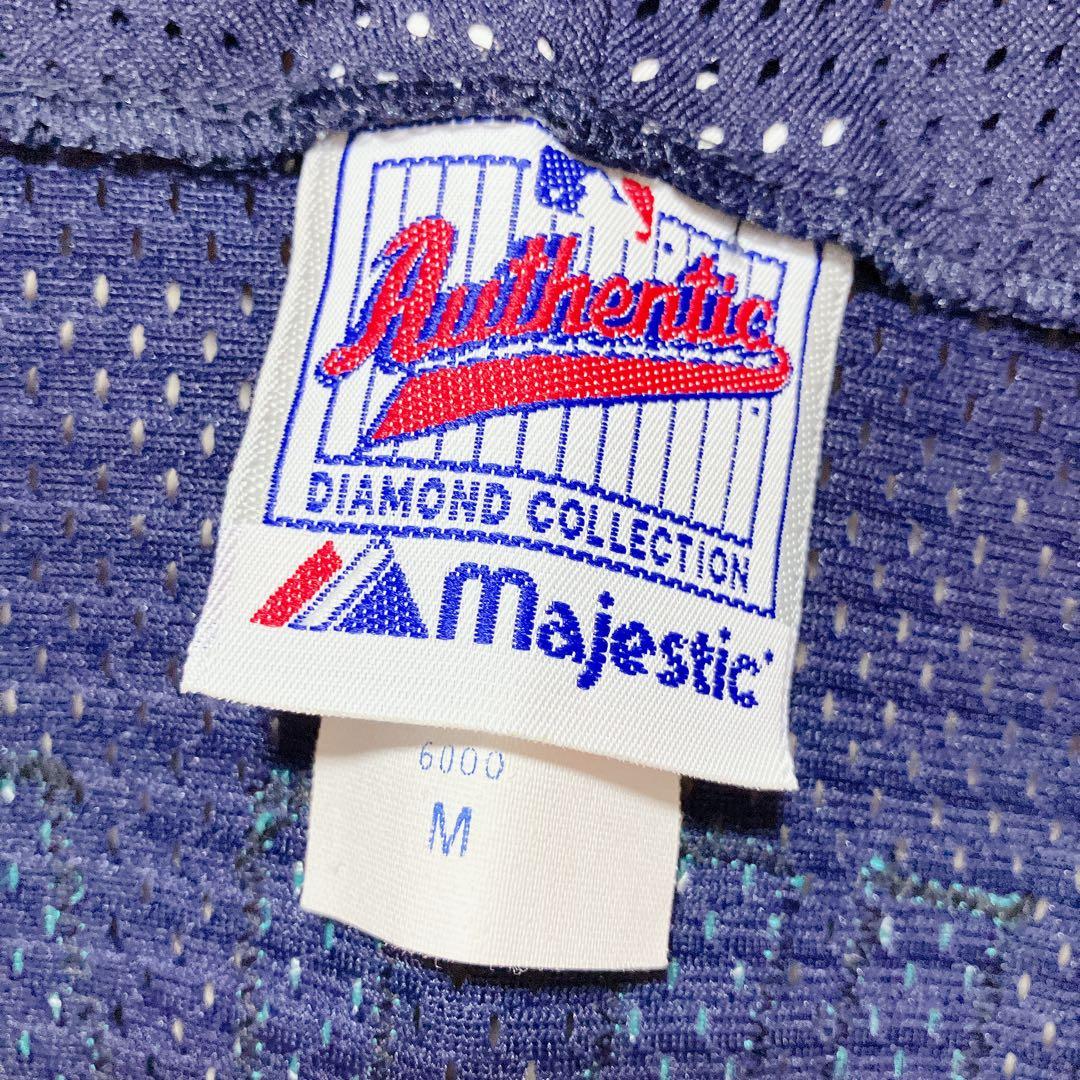 Authentic
DIAMOND COLLECTION
majestic
6000
M